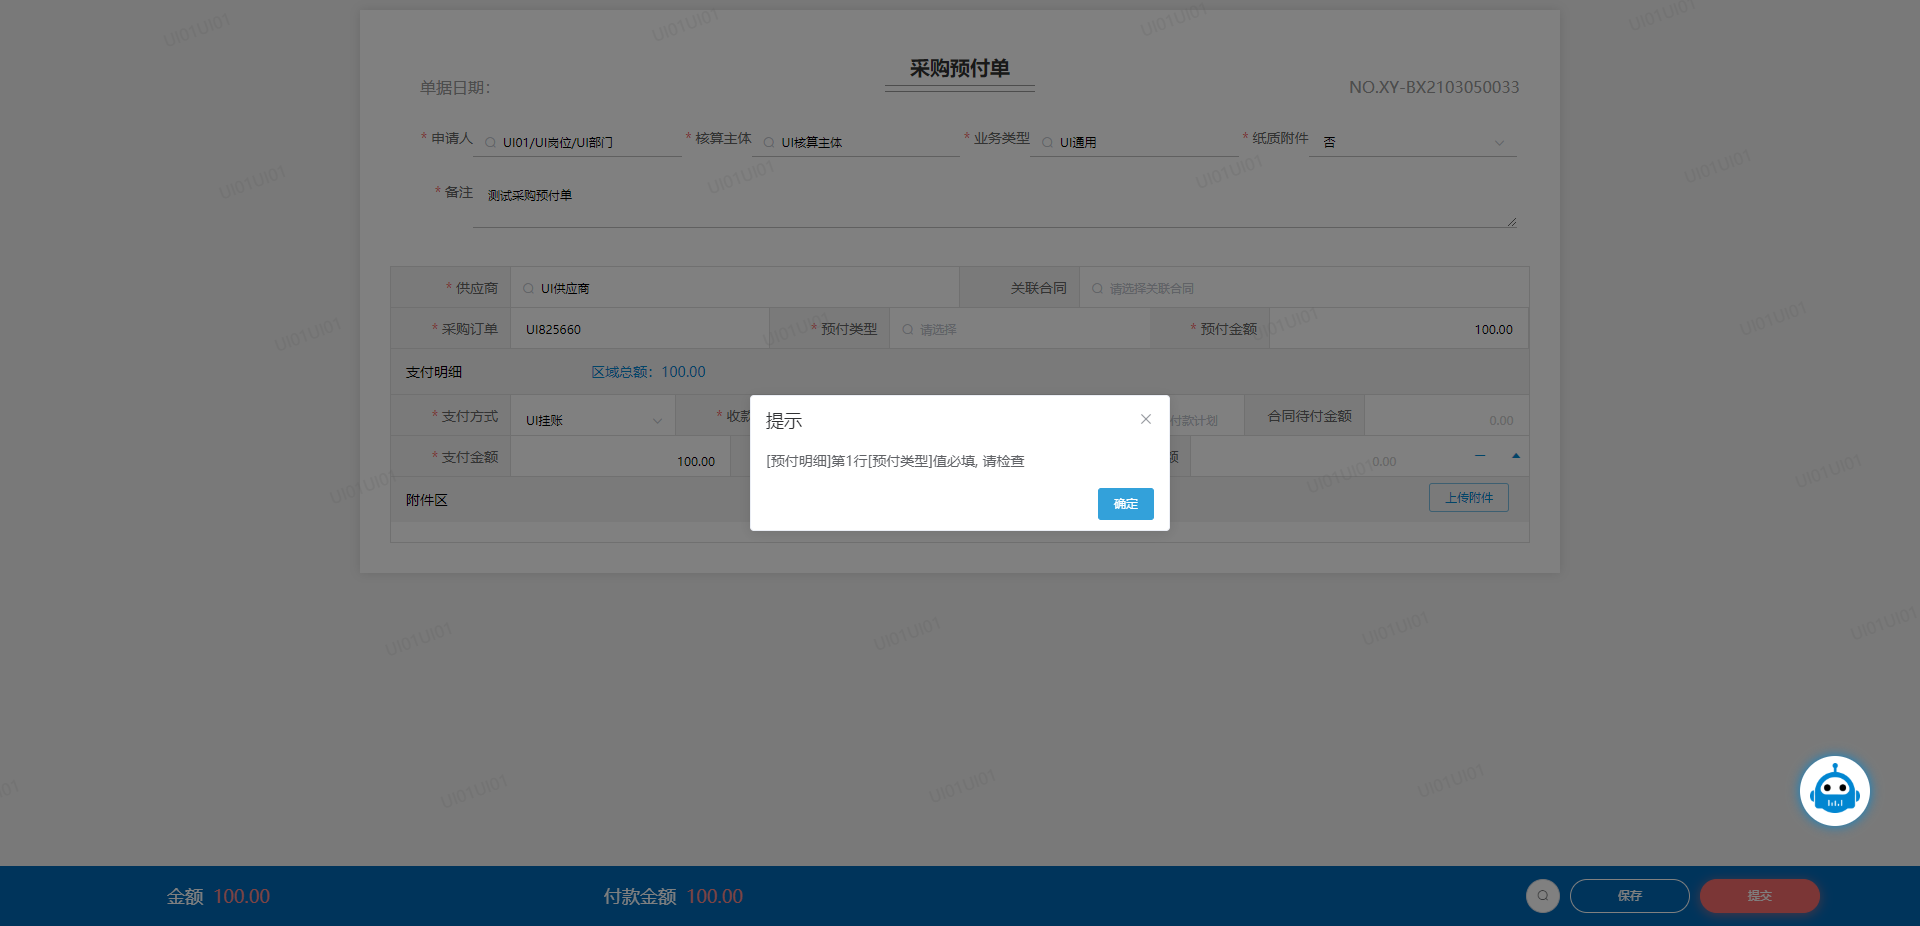 采购预付单
单据日期:
NO.XY-BX2103050033
* 申请人 UI01/UI岗位/UI部门 * 核算主体 UI核算主体 * 业务类型 UI通用 * 纸质附件 否
* 备注 测试采购预付单
* 供应商 UI供应商 关联合同 请选择关联合同
* 采购订单 UI825660 * 预付类型 请选择 * 预付金额 100.00
支付明细 区域总额: 100.00
* 支付方式 UI挂账 * 收款 付款计划 合同待付金额 0.00
* 支付金额 100.00 额 0.00
附件区 上传附件
提示
[预付明细]第1行[预付类型]值必填, 请检查
确定
金额 100.00 付款金额 100.00 保存 提交
UI01UI01